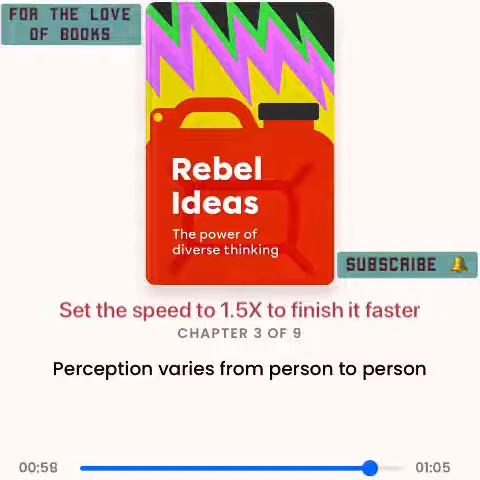 FOR THE LOVE
OF BOOKS
Rebel
Ideas
The power of
diverse thinking
SUBSCRIBE
Set the speed to 1.5X to finish it faster
CHAPTER 3 OF 9
Perception varies from person to person
00:58
01:05